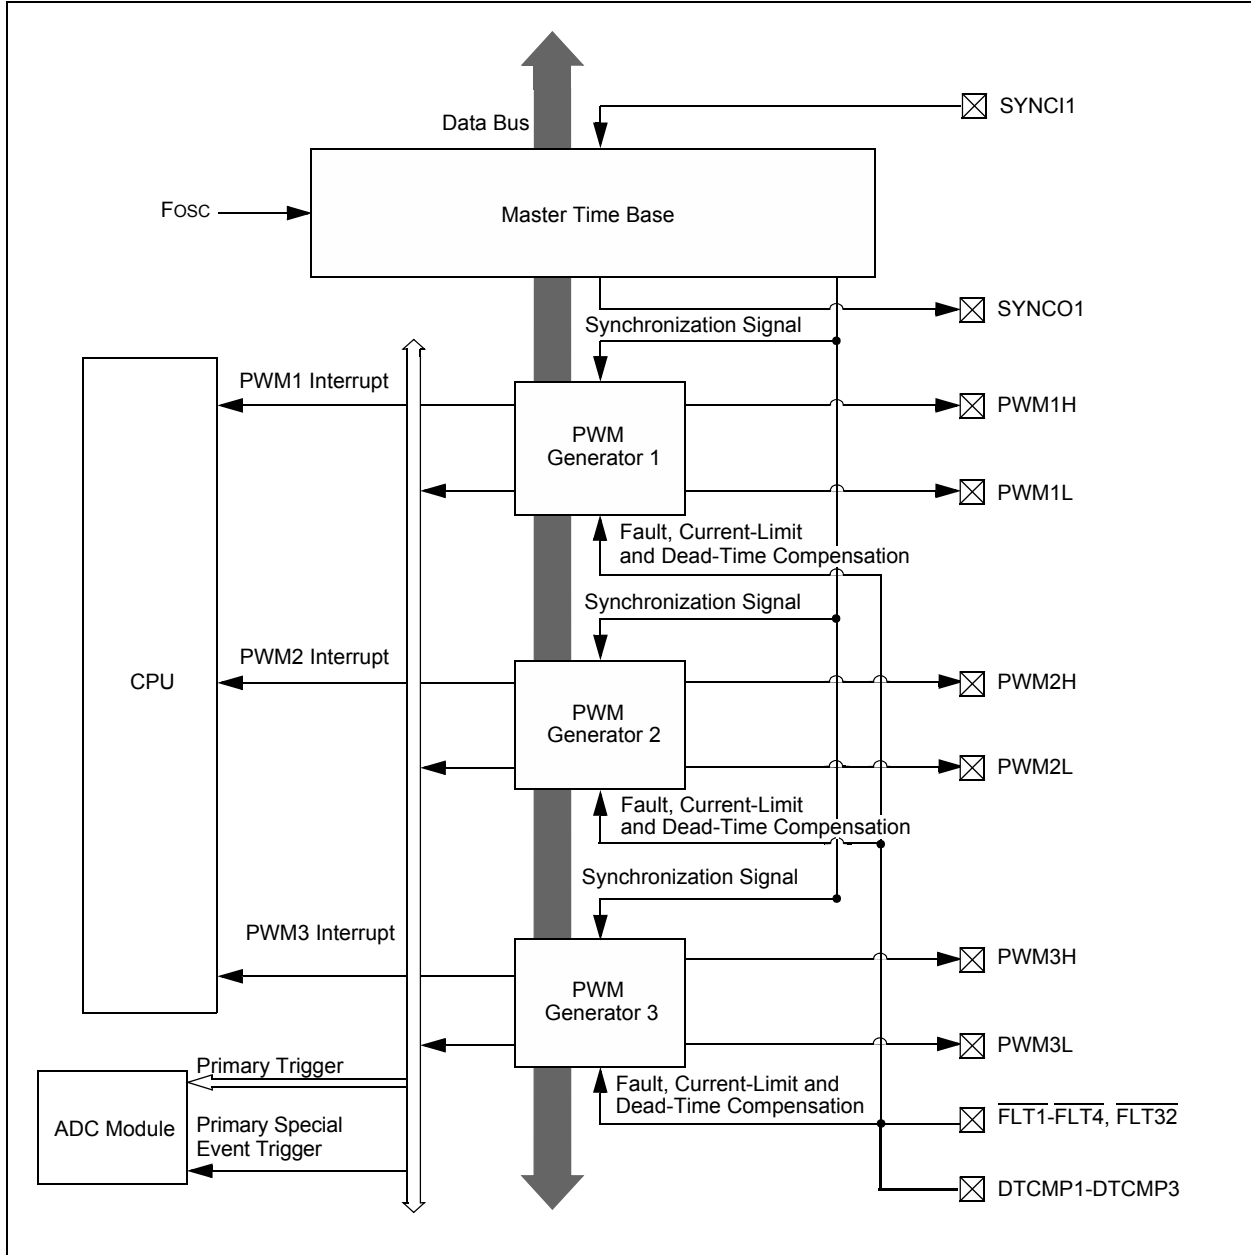 SYNCI1
Data Bus
Fosc
Master Time Base
SYNCO1
Synchronization Signal
PWM1 Interrupt
PWM1H
PWM
Generator 1
PWM1L
Fault, Current-Limit
and Dead-Time Compensation
Synchronization Signal
PWM2 Interrupt
CPU
PWM2H
PWM
Generator 2
PWM2L
Fault, Current-Limit
and Dead-Time Compensation
Synchronization Signal
PWM3 Interrupt
PWM3H
PWM
Generator 3
PWM3L
Primary Trigger
Fault, Current-Limit and
Dead-Time Compensation
FLT1-FLT4, FLT32
ADC Module
Primary Special
Event Trigger
DTCMP1-DTCMP3